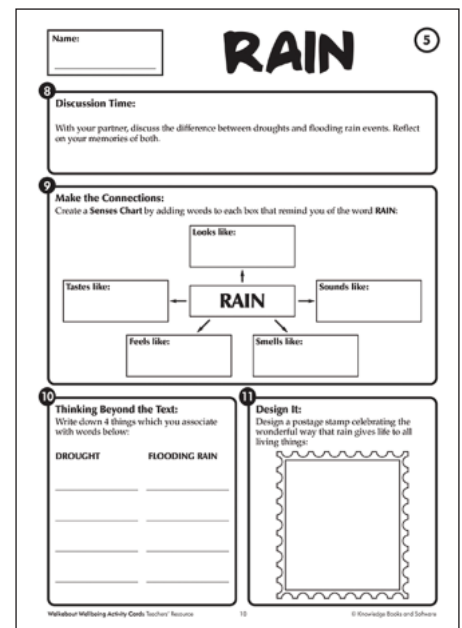 Name:
RAIN
5
8
Discussion Time:
With your partner, discuss the difference between droughts and flooding rain events. Reflect
on your memories of both.
9
Make the Connections:
Create a Senses Chart by adding words to each box that remind you of the word RAIN:
Looks like:
Tastes like:
RAIN
Sounds like:
Feels like:
Smells like:
10
Thinking Beyond the Text:
Write down 4 things which you associate
with words below:
DROUGHT FLOODING RAIN
11
Design It:
Design a postage stamp celebrating the
wonderful way that rain gives life to all
living things:
Walkabout Wellbeing Activity Cards Teachers' Resource
10
© Knowledge Books and Software